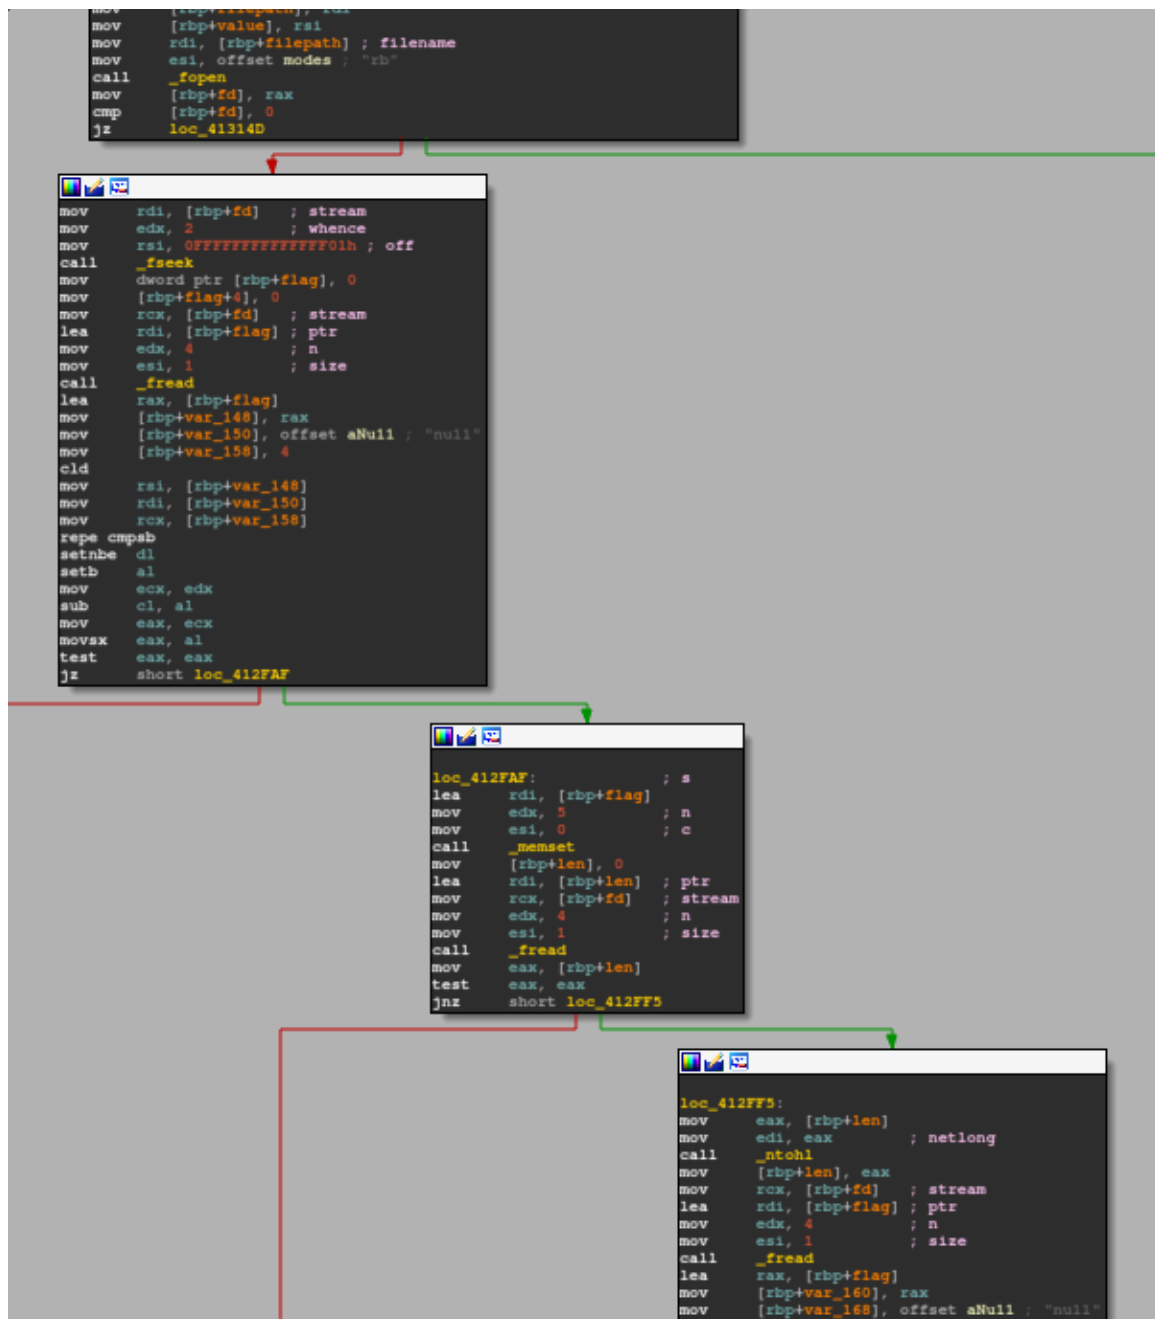 mov [rbp+filepath], rdi
mov [rbp+value], rsi
mov rdi, [rbp+filepath] ; filename
mov esi, offset modes ; "rb"
call _fopen
mov [rbp+fd], rax
cmp [rbp+fd], 0
jz loc_41314D
mov rdi, [rbp+fd] ; stream
mov edx, 2 ; whence
mov rsi, 0FFFFFFFFFFFFFF01h ; off
call _fseek
mov dword ptr [rbp+flag], 0
mov [rbp+flag+4], 0
mov rcx, [rbp+fd] ; stream
lea rdi, [rbp+flag] ; ptr
mov edx, 4 ; n
mov esi, 1 ; size
call _fread
lea rax, [rbp+flag]
mov [rbp+var_148], rax
mov [rbp+var_150], offset aNull ; "null"
mov [rbp+var_158], 4
cld
mov rsi, [rbp+var_148]
mov rdi, [rbp+var_150]
mov rcx, [rbp+var_158]
repe cmpsb
setnbe dl
setb al
mov ecx, edx
sub cl, al
mov eax, ecx
movsx eax, al
test eax, eax
jz short loc_412FAF
loc_412FAF: ; s
lea rdi, [rbp+flag]
mov edx, 5 ; n
mov esi, 0 ; c
call _memset
mov [rbp+len], 0
lea rdi, [rbp+len] ; ptr
mov rcx, [rbp+fd] ; stream
mov edx, 4 ; n
mov esi, 1 ; size
call _fread
mov eax, [rbp+len]
test eax, eax
jnz short loc_412FF5
loc_412FF5:
mov eax, [rbp+len]
mov edi, eax ; netlong
call _ntohl
mov [rbp+len], eax
mov rcx, [rbp+fd] ; stream
lea rdi, [rbp+flag] ; ptr
mov edx, 4 ; n
mov esi, 1 ; size
call _fread
lea rax, [rbp+flag]
mov [rbp+var_160], rax
mov [rbp+var_168], offset aNull ; "null"